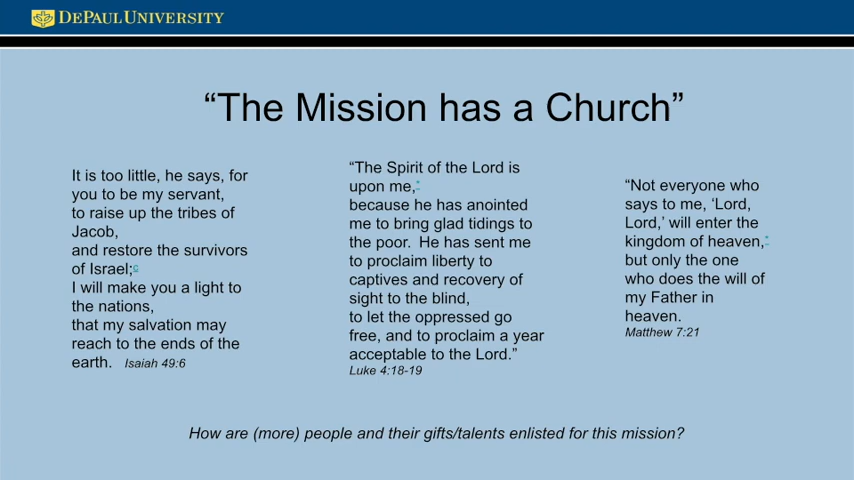 DEPAUL UNIVERSITY
“The Mission has a Church”
It is too little, he says, for
you to be my servant,
to raise up the tribes of
Jacob,
and restore the survivors
of Israel;c
I will make you a light to
the nations,
that my salvation may
reach to the ends of the
earth. Isaiah 49:6
“The Spirit of the Lord is
upon me,*
because he has anointed
me to bring glad tidings to
the poor. He has sent me
to proclaim liberty to
captives and recovery of
sight to the blind,
to let the oppressed go
free, and to proclaim a year
acceptable to the Lord.”
Luke 4:18-19
“Not everyone who
says to me, ‘Lord,
Lord,’ will enter the
kingdom of heaven,*
but only the one
who does the will of
my Father in
heaven.
Matthew 7:21
How are (more) people and their gifts/talents enlisted for this mission?